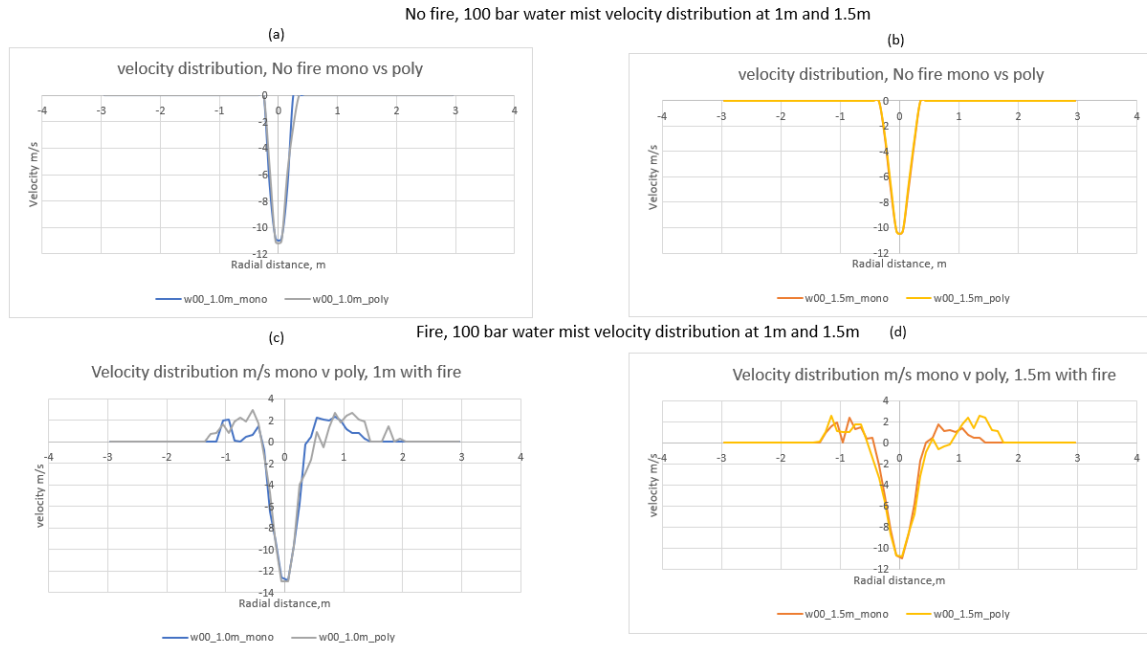 No fire, 100 bar water mist velocity distribution at 1m and 1.5m
(a)
velocity distribution, No fire mono vs poly
-4 -3 -2 -1 0 1 2 3 4
0
-2
-4
-6
-8
-10
-12
Velocity m/s
Radial distance, m
w00_1.0m_mono w00_1.0m_poly
(b)
velocity distribution, No fire mono vs poly
-4 -3 -2 -1 0 1 2 3 4
0
-2
-4
-6
-8
-10
-12
Velocity m/s
Radial distance, m
w00_1.5m_mono w00_1.5m_poly
Fire, 100 bar water mist velocity distribution at 1m and 1.5m
(c)
Velocity distribution m/s mono v poly, 1m with fire
4
2
0
-4 -3 -2 -1 0 1 2 3 4
-2
-4
-6
-8
-10
-12
-14
velocity m/s
Radial distance,m
w00_1.0m_mono w00_1.0m_poly
(d)
Velocity distribution m/s mono v poly, 1.5m with fire
4
2
0
-4 -3 -2 -1 0 1 2 3 4
-2
-4
-6
-8
-10
-12
velocity m/s
Radial distance,m
w00_1.5m_mono w00_1.5m_poly